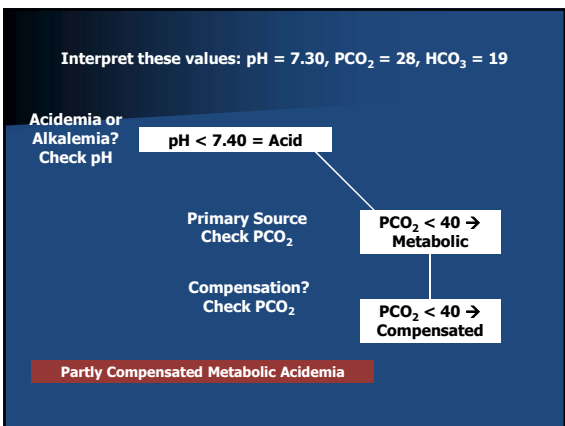 Interpret these values: pH = 7.30, PCO₂ = 28, HCO₃ = 19
Acidemia or
Alkalemia?
Check pH
pH < 7.40 = Acid
Primary Source
Check PCO₂
PCO₂ < 40 →
Metabolic
Compensation?
Check PCO₂
PCO₂ < 40 →
Compensated
Partly Compensated Metabolic Acidemia